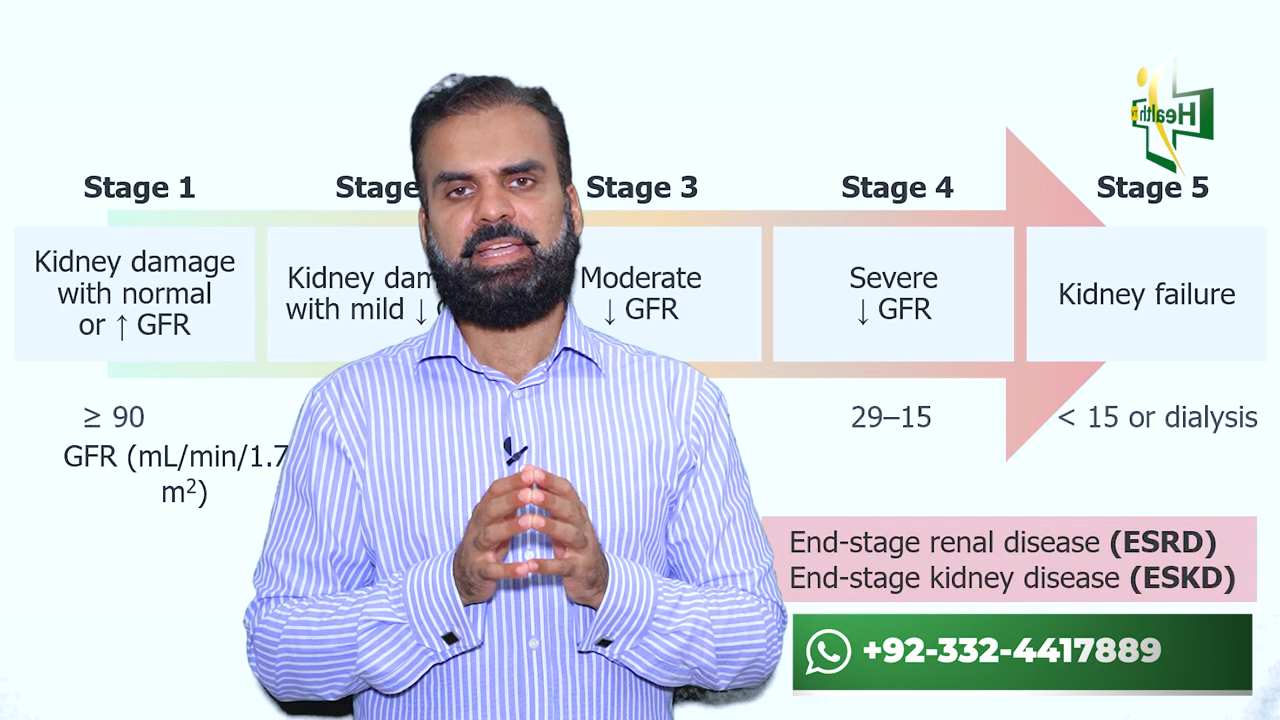 Health
Stage 1
Stage
Stage 3
Stage 4
Stage 5
Kidney damage
with normal
or ↑ GFR
Kidney dam
with mild ↓
Moderate
↓ GFR
Severe
↓ GFR
Kidney failure
≥ 90
29–15
< 15 or dialysis
GFR (mL/min/1.7
m²)
End-stage renal disease (ESRD)
End-stage kidney disease (ESKD)
+92-332-4417889